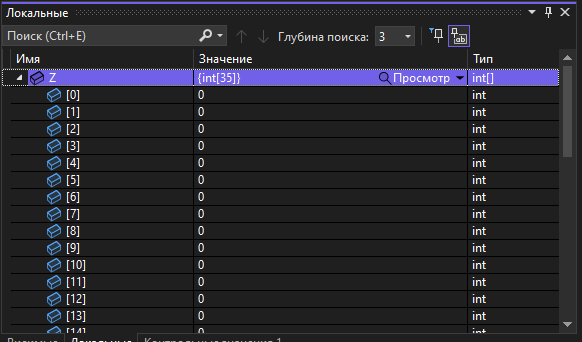 Локальные
Поиск (Ctrl+E) Глубина поиска: 3
Имя Значение Тип
Z {int[35]} Просмотр int[]
[0] 0 int
[1] 0 int
[2] 0 int
[3] 0 int
[4] 0 int
[5] 0 int
[6] 0 int
[7] 0 int
[8] 0 int
[9] 0 int
[10] 0 int
[11] 0 int
[12] 0 int
[13] 0 int
[14] 0 int
Видимые Локальные Контрольные значения 1